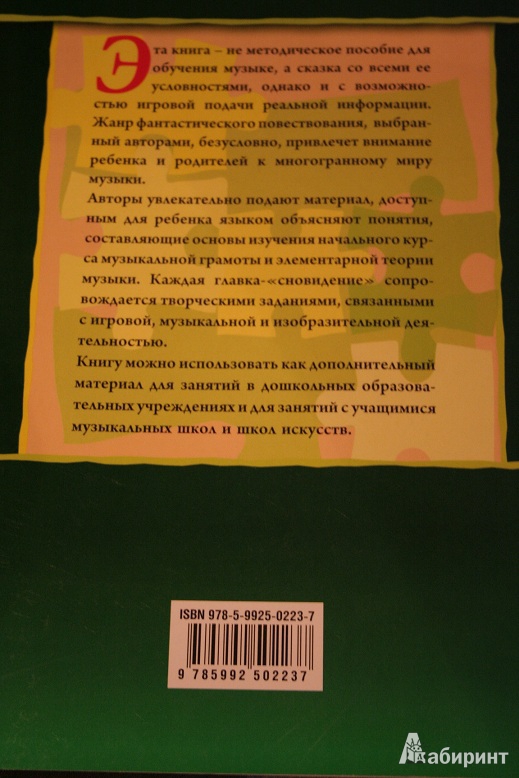 Эта книга – не методическое пособие для
обучения музыке, а сказка со всеми ее
условностями, однако и с возможно-
стью игровой подачи реальной информации.
Жанр фантастического повествования, выбран-
ный авторами, безусловно, привлечет внимание
ребенка и родителей к многогранному миру
музыки.
Авторы увлекательно подают материал, доступ-
ным для ребенка языком объясняют понятия,
составляющие основы изучения начального кур-
са музыкальной грамоты и элементарной теории
музыки. Каждая главка-«сновидение» сопро-
вождается творческими заданиями, связанными
с игровой, музыкальной и изобразительной дея-
тельностью.
Книгу можно использовать как дополнительный
материал для занятий в дошкольных образова-
тельных учреждениях и для занятий с учащимися
музыкальных школ и школ искусств.
ISBN 978-5-9925-0223-7
9 785992 502237
Лабиринт